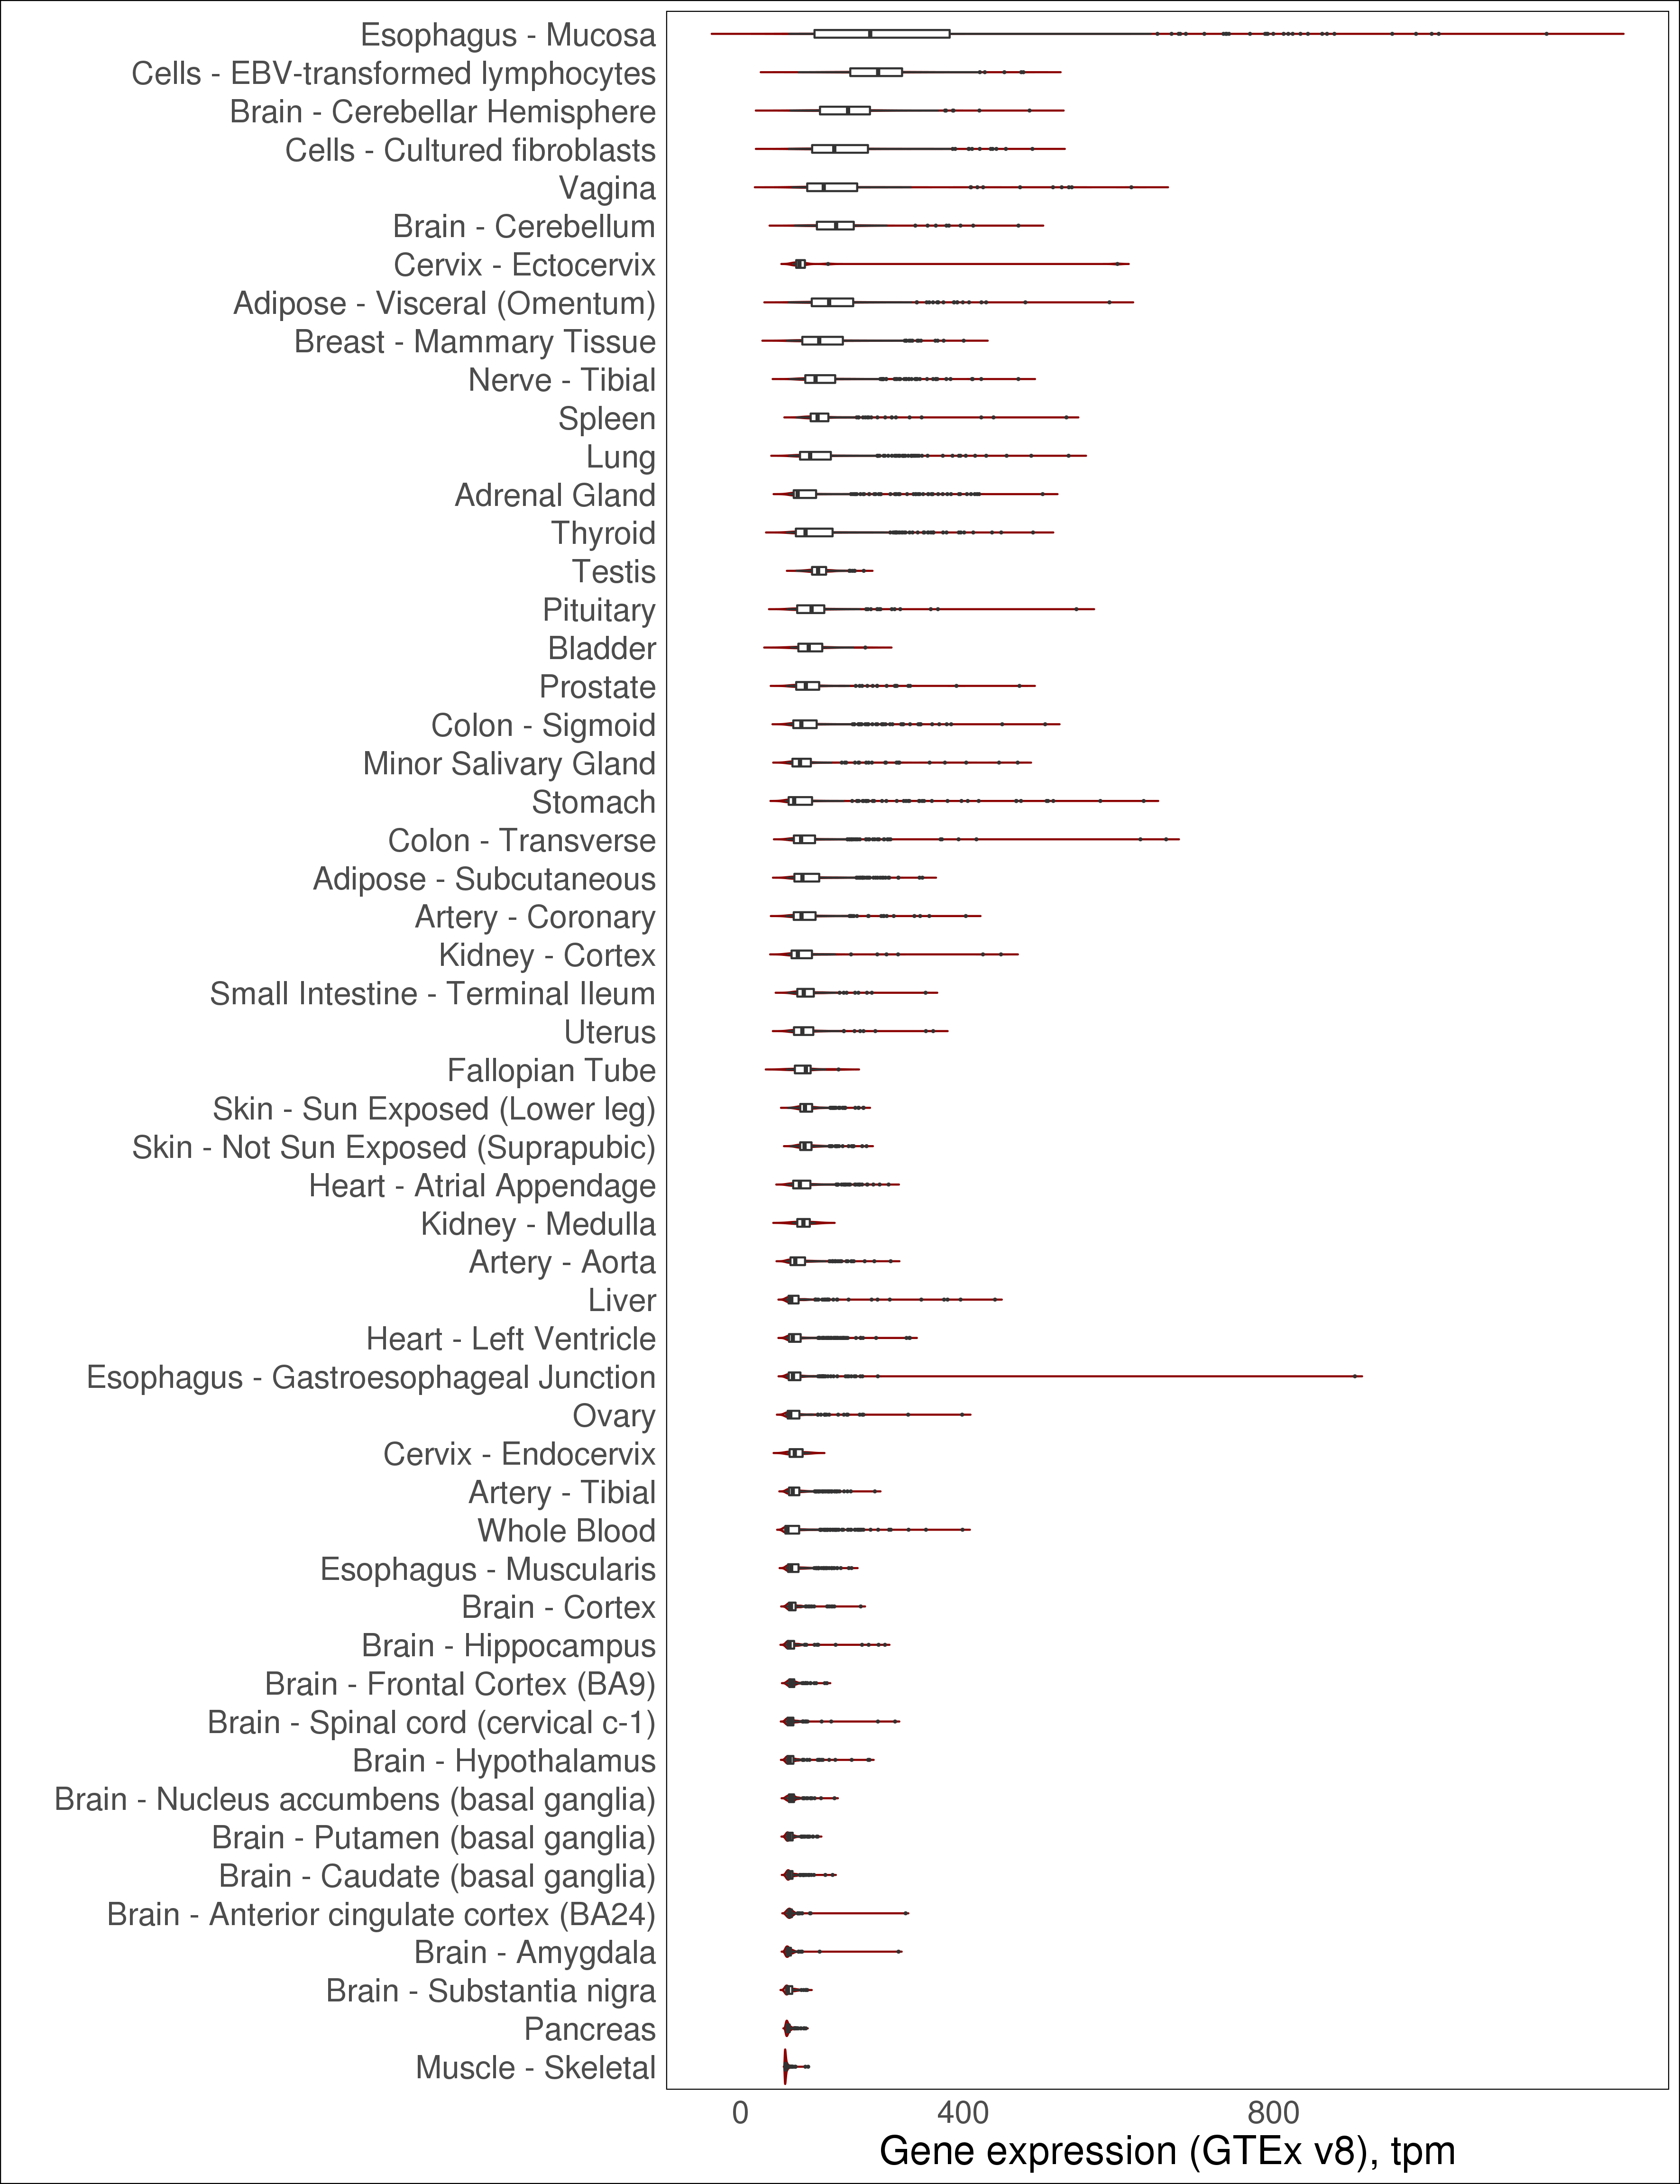 Esophagus - Mucosa
Cells - EBV-transformed lymphocytes
Brain - Cerebellar Hemisphere
Cells - Cultured fibroblasts
Vagina
Brain - Cerebellum
Cervix - Ectocervix
Adipose - Visceral (Omentum)
Breast - Mammary Tissue
Nerve - Tibial
Spleen
Lung
Adrenal Gland
Thyroid
Testis
Pituitary
Bladder
Prostate
Colon - Sigmoid
Minor Salivary Gland
Stomach
Colon - Transverse
Adipose - Subcutaneous
Artery - Coronary
Kidney - Cortex
Small Intestine - Terminal Ileum
Uterus
Fallopian Tube
Skin - Sun Exposed (Lower leg)
Skin - Not Sun Exposed (Suprapubic)
Heart - Atrial Appendage
Kidney - Medulla
Artery - Aorta
Liver
Heart - Left Ventricle
Esophagus - Gastroesophageal Junction
Ovary
Cervix - Endocervix
Artery - Tibial
Whole Blood
Esophagus - Muscularis
Brain - Cortex
Brain - Hippocampus
Brain - Frontal Cortex (BA9)
Brain - Spinal cord (cervical c-1)
Brain - Hypothalamus
Brain - Nucleus accumbens (basal ganglia)
Brain - Putamen (basal ganglia)
Brain - Caudate (basal ganglia)
Brain - Anterior cingulate cortex (BA24)
Brain - Amygdala
Brain - Substantia nigra
Pancreas
Muscle - Skeletal
0 400 800
Gene expression (GTEx v8), tpm